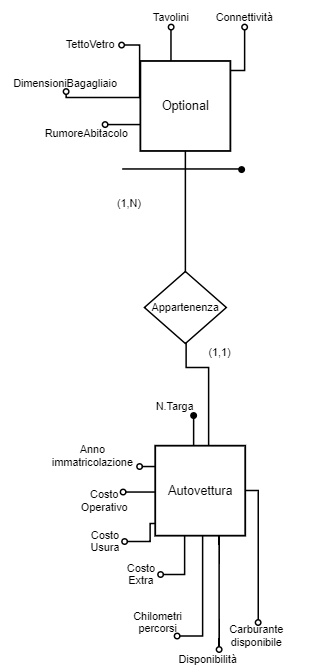 Tavolini
Connettività
TettoVetro
DimensioniBagagliaio
Optional
RumoreAbitacolo
(1,N)
Appartenenza
(1,1)
N.Targa
Anno
immatricolazione
Autovettura
Costo
Operativo
Costo
Usura
Costo
Extra
Chilometri
percorsi
Carburante
disponibile
Disponibilità